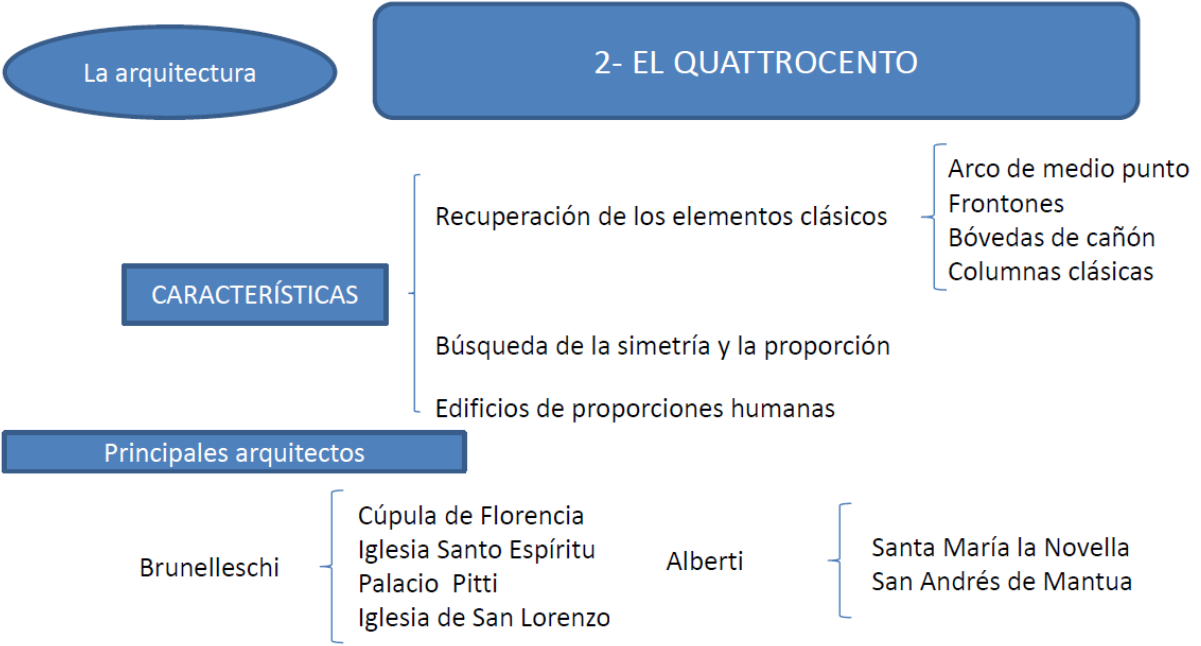 La arquitectura
2- EL QUATTROCENTO
CARACTERÍSTICAS
Recuperación de los elementos clásicos
Arco de medio punto
Frontones
Bóvedas de cañón
Columnas clásicas
Búsqueda de la simetría y la proporción
Edificios de proporciones humanas
Principales arquitectos
Brunelleschi
Cúpula de Florencia
Iglesia Santo Espíritu
Palacio Pitti
Iglesia de San Lorenzo
Alberti
Santa María la Novella
San Andrés de Mantua